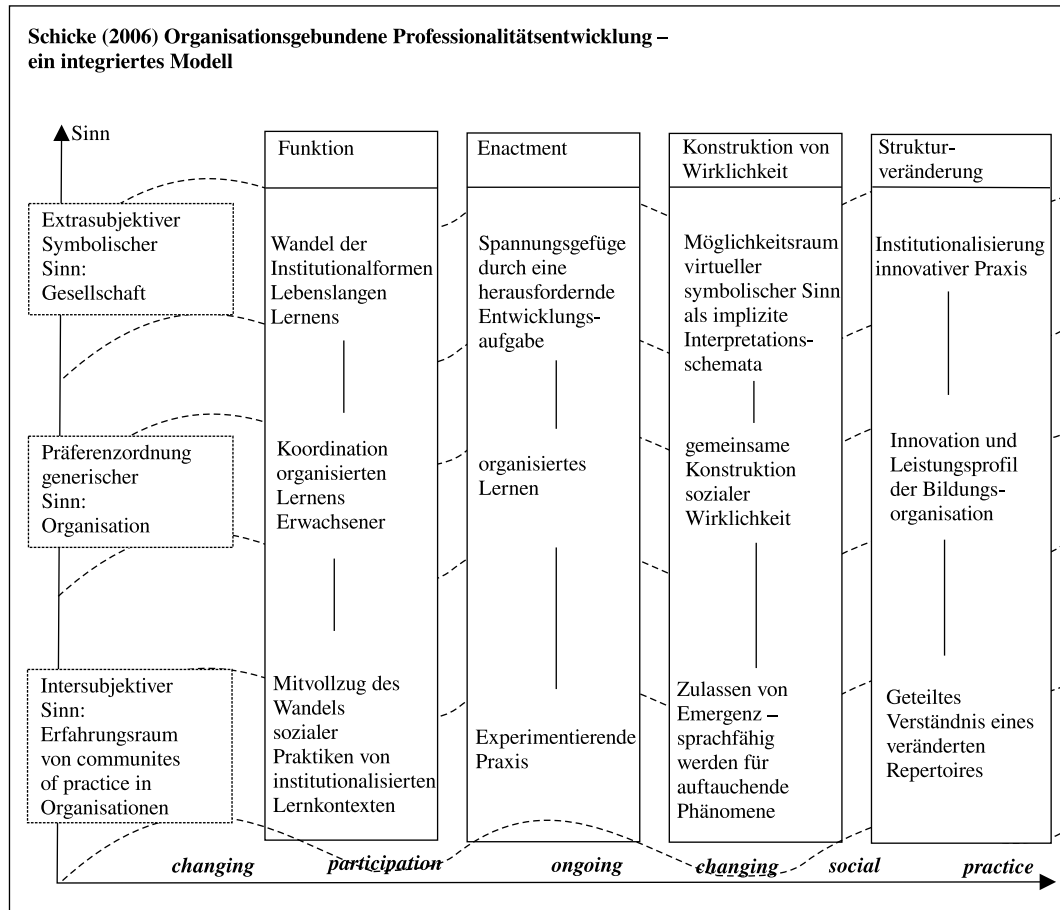 Schicke (2006) Organisationsgebundene Professionalitätsentwicklung –
ein integriertes Modell
Sinn
Funktion
Enactment
Konstruktion von
Wirklichkeit
Struktur-
veränderung
Extrasubjektiver
Symbolischer
Sinn:
Gesellschaft
Wandel der
Institutionalformen
Lebenslangen
Lernens
Spannungsgefüge
durch eine
herausfordernde
Entwicklungs-
aufgabe
Möglichkeitsraum
virtueller
symbolischer Sinn
als implizite
Interpretations-
schemata
Institutionalisierung
innovativer Praxis
Präferenzordnung
generischer
Sinn:
Organisation
Koordination
organisierten
Lernens
Erwachsener
organisiertes
Lernen
gemeinsame
Konstruktion
sozialer
Wirklichkeit
Innovation und
Leistungsprofil
der Bildungs-
organisation
Intersubjektiver
Sinn:
Erfahrungsraum
von communites
of practice in
Organisationen
Mitvollzug des
Wandels
sozialer
Praktiken von
institutionalisierten
Lernkontexten
Experimentierende
Praxis
Zulassen von
Emergenz –
sprachfähig
werden für
auftauchende
Phänomene
Geteiltes
Verständnis eines
veränderten
Repertoires
changing participation ongoing changing social practice